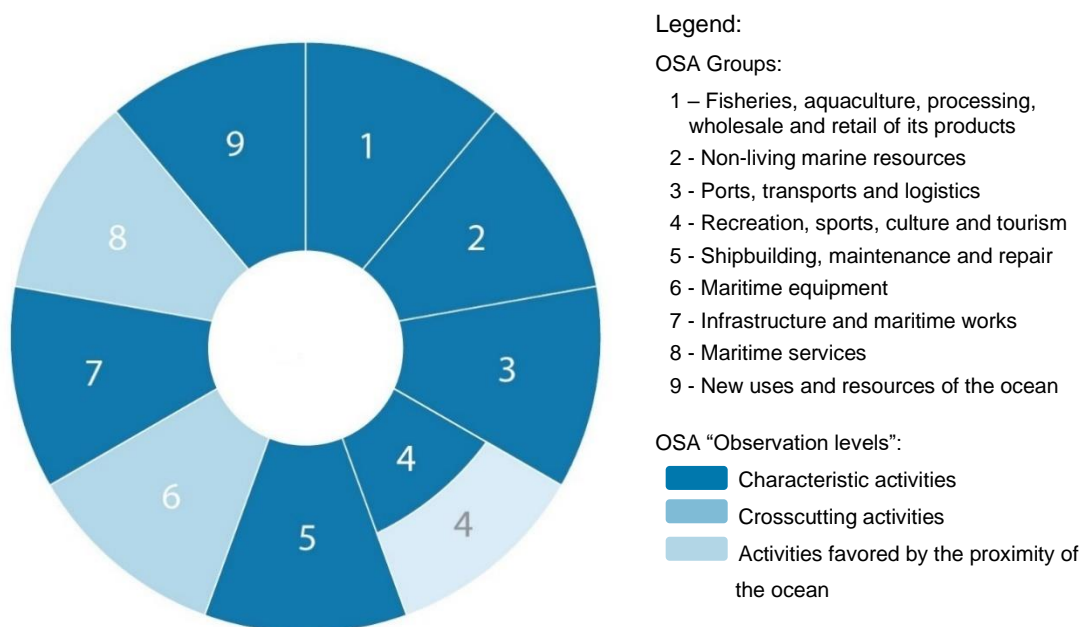 9
1
8
2
7
3
6
5
4
4
Legend:
OSA Groups:
1 – Fisheries, aquaculture, processing,
wholesale and retail of its products
2 - Non-living marine resources
3 - Ports, transports and logistics
4 - Recreation, sports, culture and tourism
5 - Shipbuilding, maintenance and repair
6 - Maritime equipment
7 - Infrastructure and maritime works
8 - Maritime services
9 - New uses and resources of the ocean
OSA “Observation levels”:
Characteristic activities
Crosscutting activities
Activities favored by the proximity of
the ocean